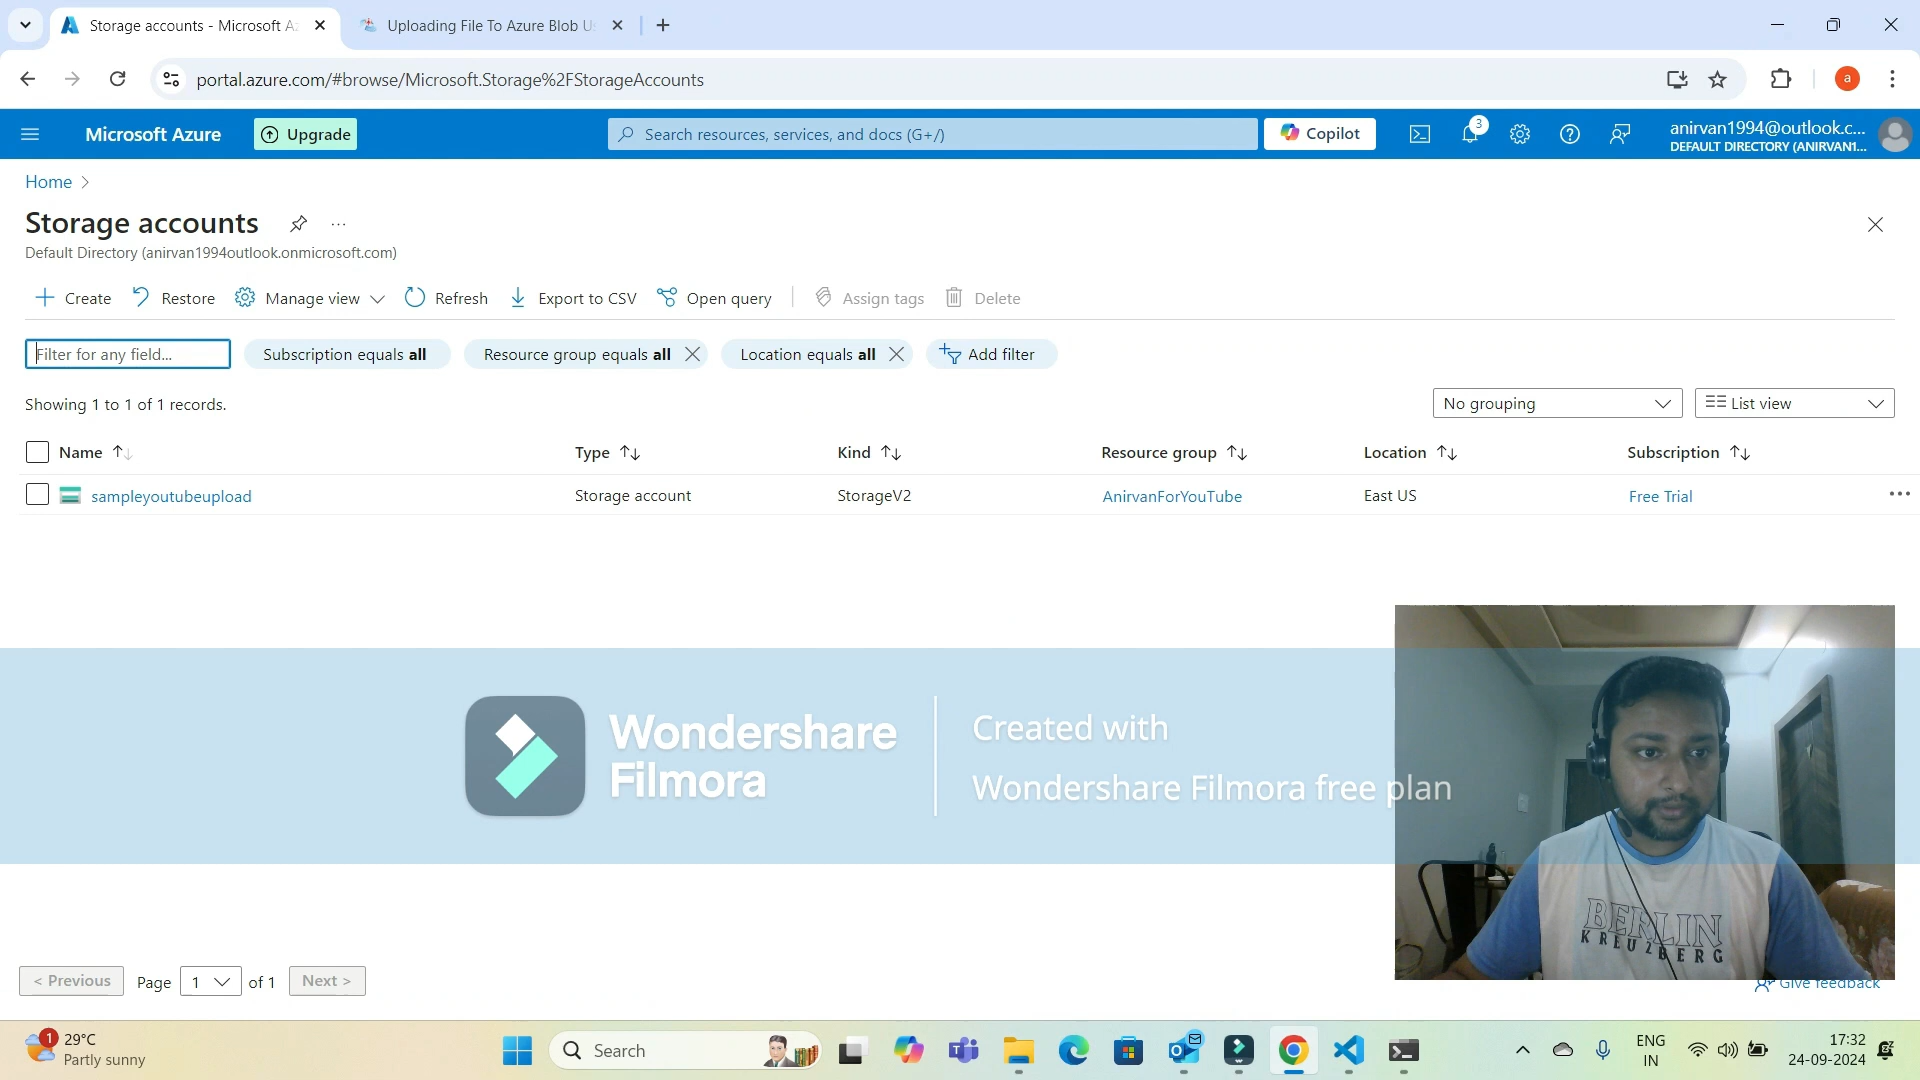 Storage accounts - Microsoft Az
Uploading File To Azure Blob U
portal.azure.com/#browse/Microsoft.Storage%2FStorageAccounts
a
Microsoft Azure
Upgrade
Search resources, services, and docs (G+/)
Copilot
3
anirvan1994@outlook.c...
DEFAULT DIRECTORY (ANIRVAN1...
Home
Storage accounts
Default Directory (anirvan1994outlook.onmicrosoft.com)
Create
Restore
Manage view
Refresh
Export to CSV
Open query
Assign tags
Delete
Filter for any field...
Subscription equals all
Resource group equals all
Location equals all
Add filter
Showing 1 to 1 of 1 records.
No grouping
List view
Name
Type
Kind
Resource group
Location
Subscription
sampleyoutubeupload
Storage account
StorageV2
AnirvanForYouTube
East US
Free Trial
Wondershare
Filmora
Created with
Wondershare Filmora free plan
BERLIN
KREUZBERG
< Previous
Page
1
of 1
Next >
Give feedback
1
29°C
Partly sunny
Search
ENG
IN
17:32
24-09-2024